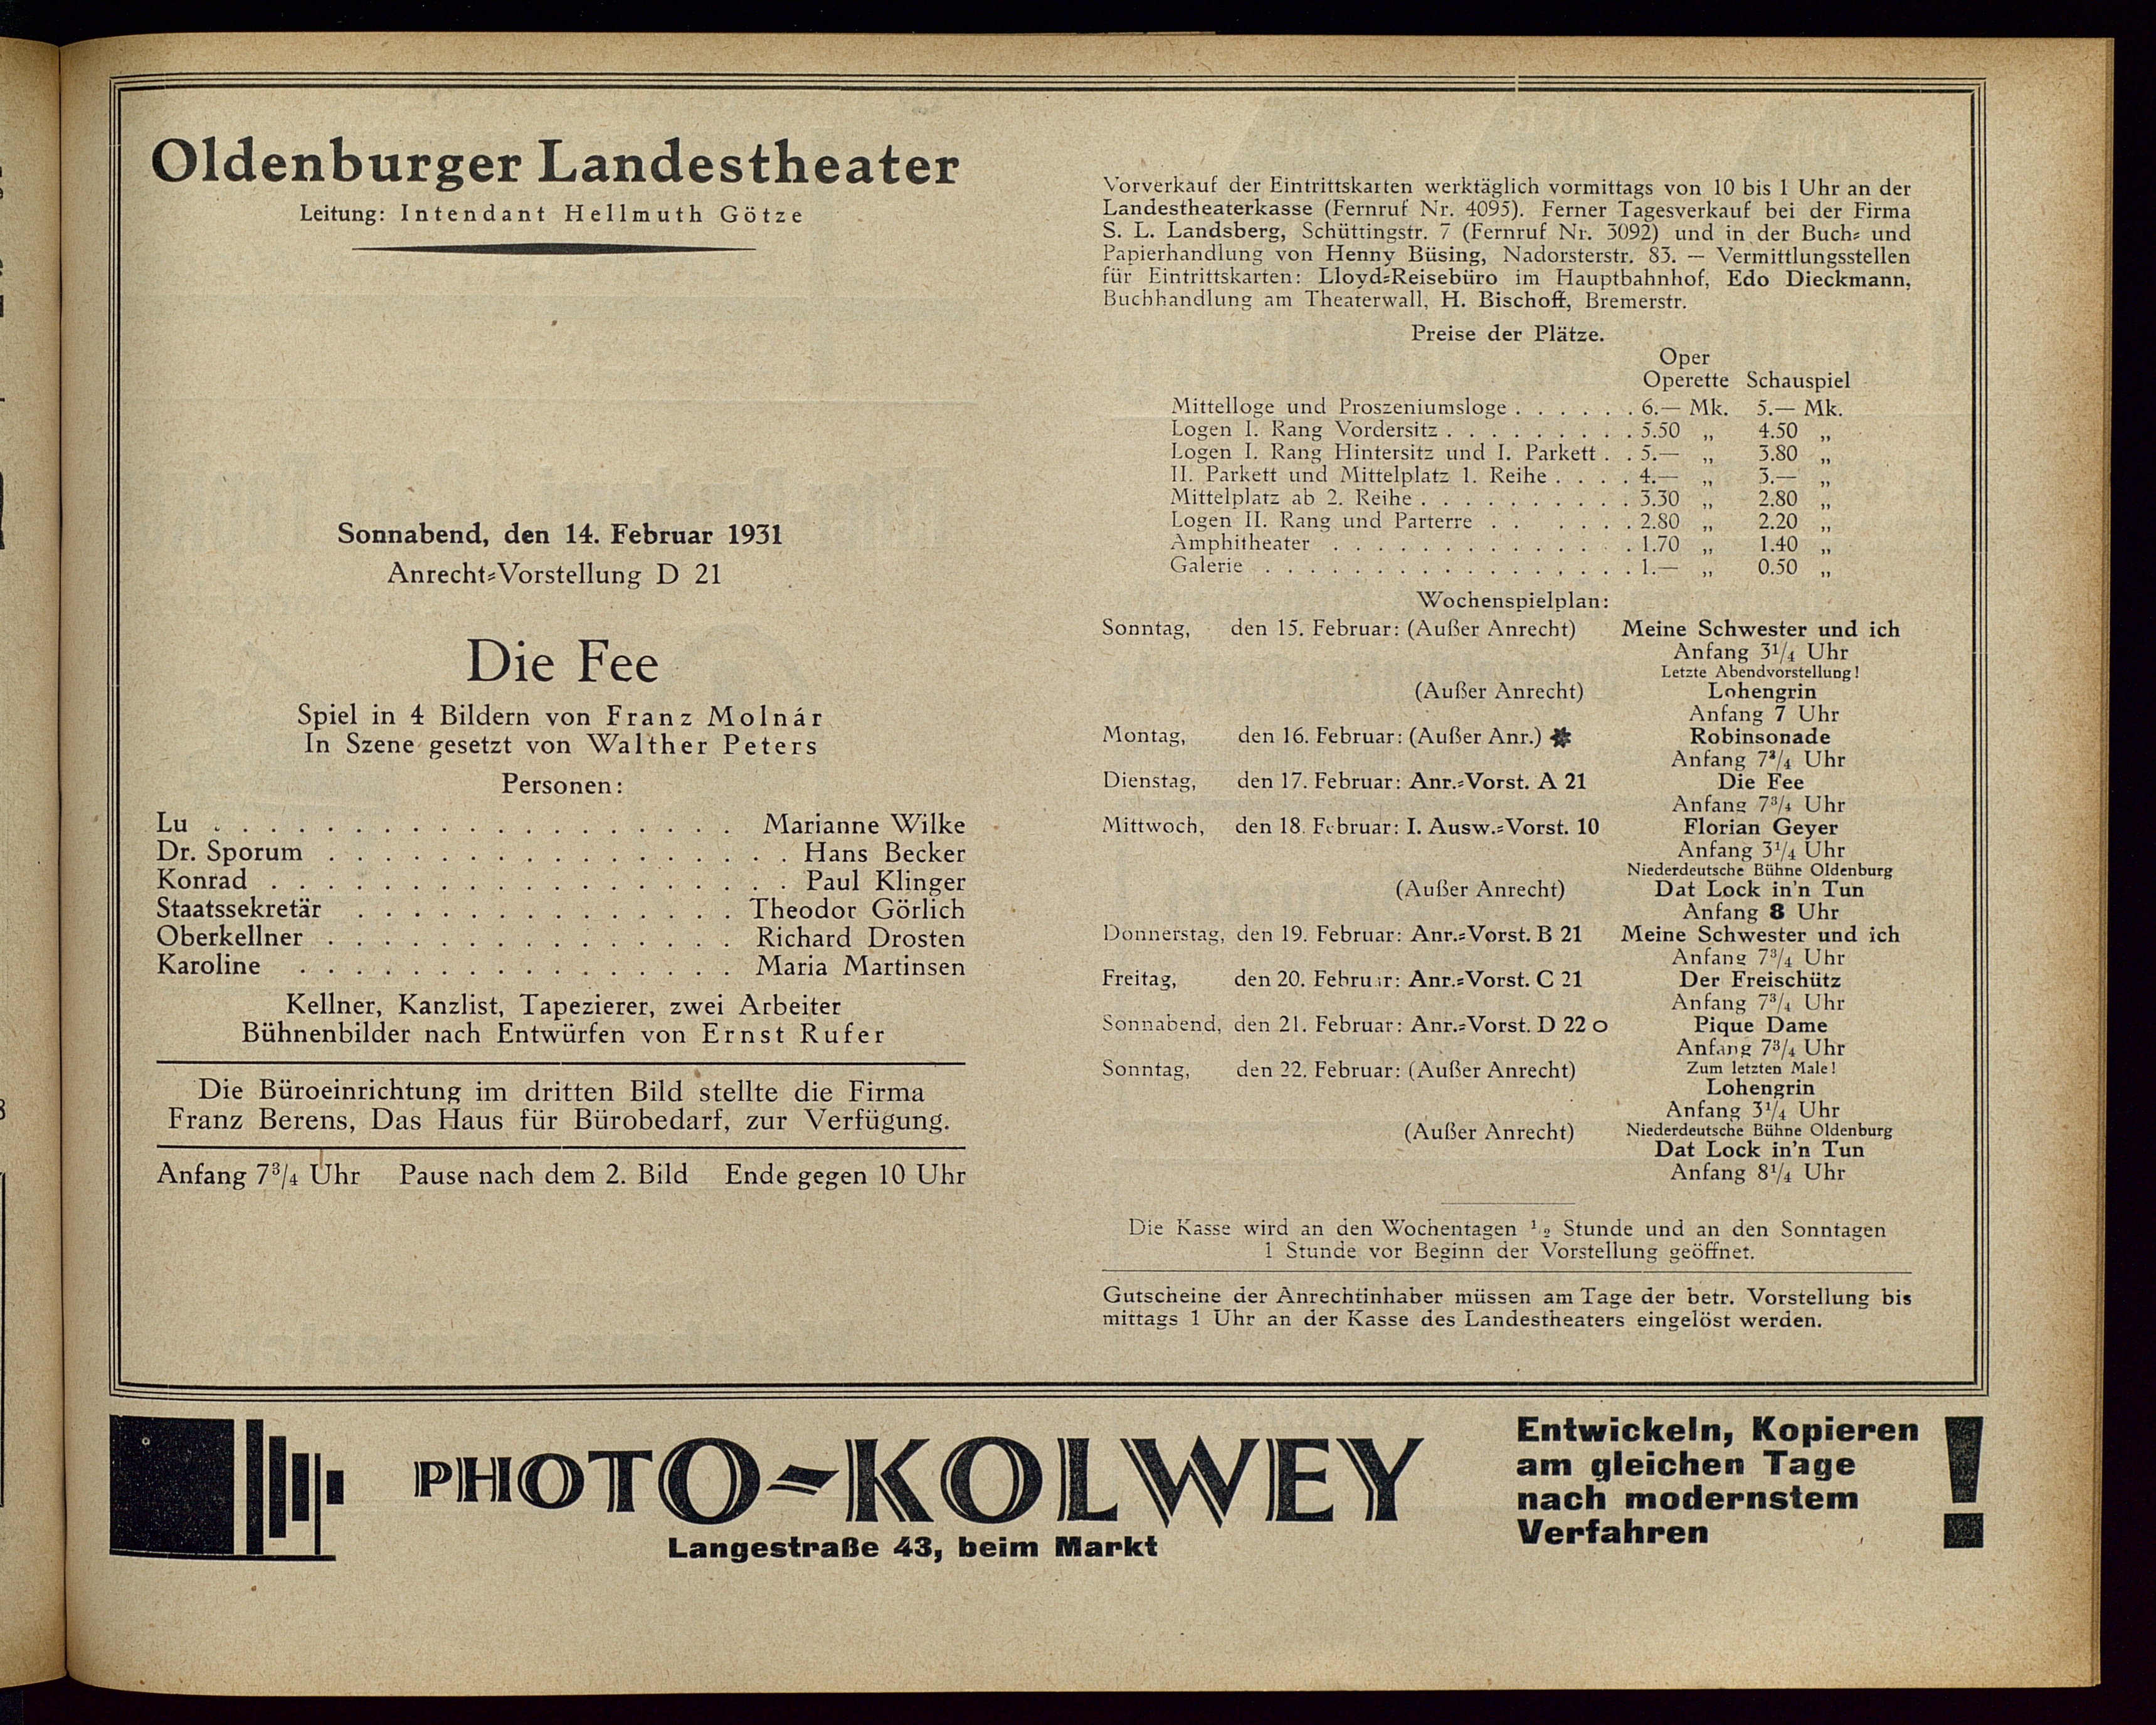 Oldenburger Landestheater
Leitung: Intendant Hellmuth Götze
Sonnabend, den 14. Februar 1931
Anrecht-Vorstellung D 21
Die Fee
Spiel in 4 Bildern von Franz Molnár
In Szene gesetzt von Walther Peters
Personen:
Lu . . . . . . . . . . . . . . . . . . . Marianne Wilke
Dr. Sporum . . . . . . . . . . . . . . . . . Hans Becker
Konrad . . . . . . . . . . . . . . . . . . . Paul Klinger
Staatssekretär . . . . . . . . . . . . . . Theodor Görlich
Oberkellner . . . . . . . . . . . . . . . Richard Drosten
Karoline . . . . . . . . . . . . . . . . Maria Martinsen
Kellner, Kanzlist, Tapezierer, zwei Arbeiter
Bühnenbilder nach Entwürfen von Ernst Rufer
Die Büroeinrichtung im dritten Bild stellte die Firma
Franz Berens, Das Haus für Bürobedarf, zur Verfügung.
Anfang 7³/₄ Uhr Pause nach dem 2. Bild Ende gegen 10 Uhr
Vorverkauf der Eintrittskarten werktäglich vormittags von 10 bis 1 Uhr an der
Landestheaterkasse (Fernruf Nr. 4095). Ferner Tagesverkauf bei der Firma
S. L. Landsberg, Schüttingstr. 7 (Fernruf Nr. 3092) und in der Buch- und
Papierhandlung von Henny Büsing, Nadorsterstr. 83. — Vermittlungsstellen
für Eintrittskarten: Lloyd-Reisebüro im Hauptbahnhof, Edo Dieckmann,
Buchhandlung am Theaterwall, H. Bischoff, Bremerstr.
Preise der Plätze.
Oper
Operette Schauspiel
Mittelloge und Proszeniumsloge . . . . . . 6.— Mk. 5.— Mk.
Logen I. Rang Vordersitz . . . . . . . . . 5.50 „ 4.50 „
Logen I. Rang Hintersitz und I. Parkett . . 5.— „ 3.80 „
II. Parkett und Mittelplatz 1. Reihe . . . . 4.— „ 3.— „
Mittelplatz ab 2. Reihe . . . . . . . . . . 3.30 „ 2.80 „
Logen II. Rang und Parterre . . . . . . . 2.80 „ 2.20 „
Amphitheater . . . . . . . . . . . . . . 1.70 „ 1.40 „
Galerie . . . . . . . . . . . . . . . . . 1.— „ 0.50 „
Wochenspielplan:
Sonntag, den 15. Februar: (Außer Anrecht) Meine Schwester und ich
Anfang 3¹/₄ Uhr
Letzte Abendvorstellung!
(Außer Anrecht) Lohengrin
Anfang 7 Uhr
Montag, den 16. Februar: (Außer Anr.) ✽ Robinsonade
Anfang 7³/₄ Uhr
Dienstag, den 17. Februar: Anr.-Vorst. A 21 Die Fee
Anfang 7³/₄ Uhr
Mittwoch, den 18. Februar: I. Ausw.-Vorst. 10 Florian Geyer
Anfang 3¹/₄ Uhr
Niederdeutsche Bühne Oldenburg
(Außer Anrecht) Dat Lock in'n Tun
Anfang 8 Uhr
Donnerstag, den 19. Februar: Anr.-Vorst. B 21 Meine Schwester und ich
Anfang 7³/₄ Uhr
Freitag, den 20. Februar: Anr.-Vorst. C 21 Der Freischütz
Anfang 7³/₄ Uhr
Sonnabend, den 21. Februar: Anr.-Vorst. D 22 o Pique Dame
Anfang 7³/₄ Uhr
Sonntag, den 22. Februar: (Außer Anrecht) Zum letzten Male!
Lohengrin
Anfang 3¹/₄ Uhr
(Außer Anrecht) Niederdeutsche Bühne Oldenburg
Dat Lock in'n Tun
Anfang 8¹/₄ Uhr
Die Kasse wird an den Wochentagen ¹/₂ Stunde und an den Sonntagen
1 Stunde vor Beginn der Vorstellung geöffnet.
Gutscheine der Anrechtinhaber müssen am Tage der betr. Vorstellung bis
mittags 1 Uhr an der Kasse des Landestheaters eingelöst werden.
PHOTO-KOLWEY
Langestraße 43, beim Markt
Entwickeln, Kopieren
am gleichen Tage
nach modernstem
Verfahren !